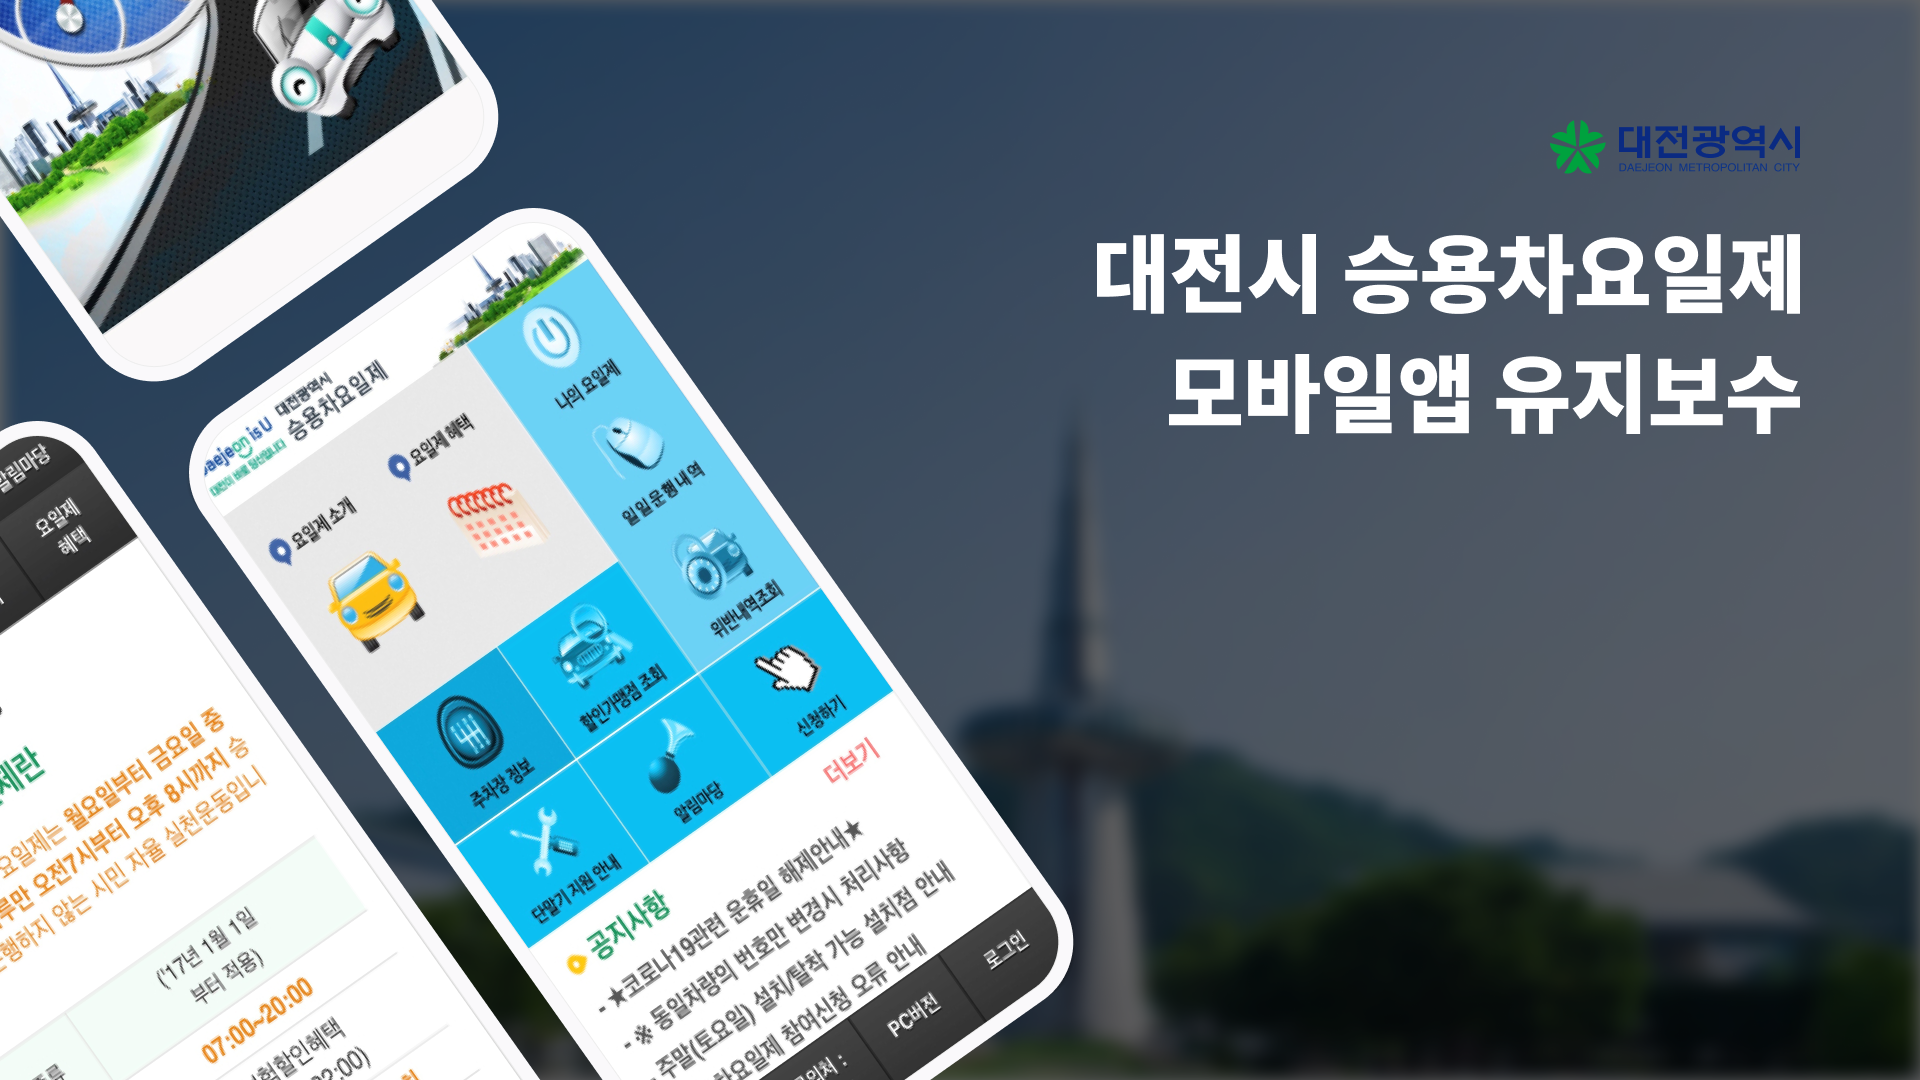 대전광역시
DAEJEON METROPOLITAN CITY
대전시 승용차요일제
모바일앱 유지보수
Daejeon is U
대전이 바로 당신입니다
대전광역시
승용차요일제
요일제 소개
요일제 혜택
나의 요일제
일일운행내역
위반내역조회
주차장 정보
할인가맹점 조회
신청하기
단말기 지원 안내
알림마당
공지사항
더보기
- ★코로나19관련 운휴일 해제안내★
- ※ 동일차량의 번호만 변경시 처리사항
- 주말(토요일) 설치/탈착 가능 설치점 안내
차요일제 참여신청 오류 안내
PC버전
로그인
알림마당
요일제
혜택
제란
요일제는 월요일부터 금요일 중
루만 오전7시부터 오후 8시까지 승
행하지 않는 시민 자율 실천운동입니
('17년 1월 1일
부터 적용)
07:00~20:00
험할인혜택